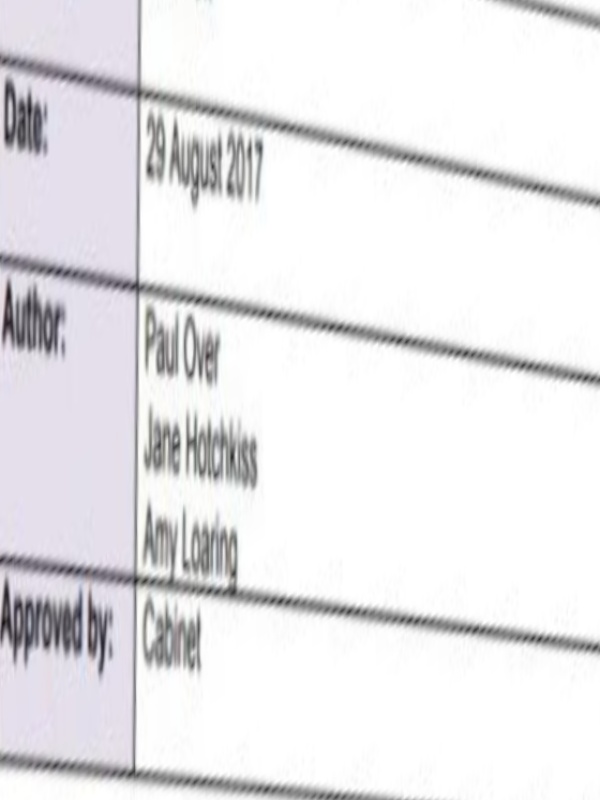 Date:
29 August 2017
Author:
Paul Over
Jane Hotchkiss
Amy Loaring
Approved by:
Cabinet